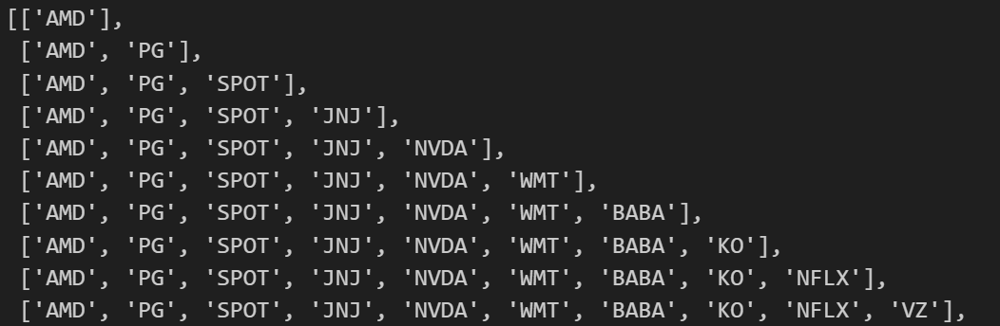 [['AMD'],
 ['AMD', 'PG'],
 ['AMD', 'PG', 'SPOT'],
 ['AMD', 'PG', 'SPOT', 'JNJ'],
 ['AMD', 'PG', 'SPOT', 'JNJ', 'NVDA'],
 ['AMD', 'PG', 'SPOT', 'JNJ', 'NVDA', 'WMT'],
 ['AMD', 'PG', 'SPOT', 'JNJ', 'NVDA', 'WMT', 'BABA'],
 ['AMD', 'PG', 'SPOT', 'JNJ', 'NVDA', 'WMT', 'BABA', 'KO'],
 ['AMD', 'PG', 'SPOT', 'JNJ', 'NVDA', 'WMT', 'BABA', 'KO', 'NFLX'],
 ['AMD', 'PG', 'SPOT', 'JNJ', 'NVDA', 'WMT', 'BABA', 'KO', 'NFLX', 'VZ'],